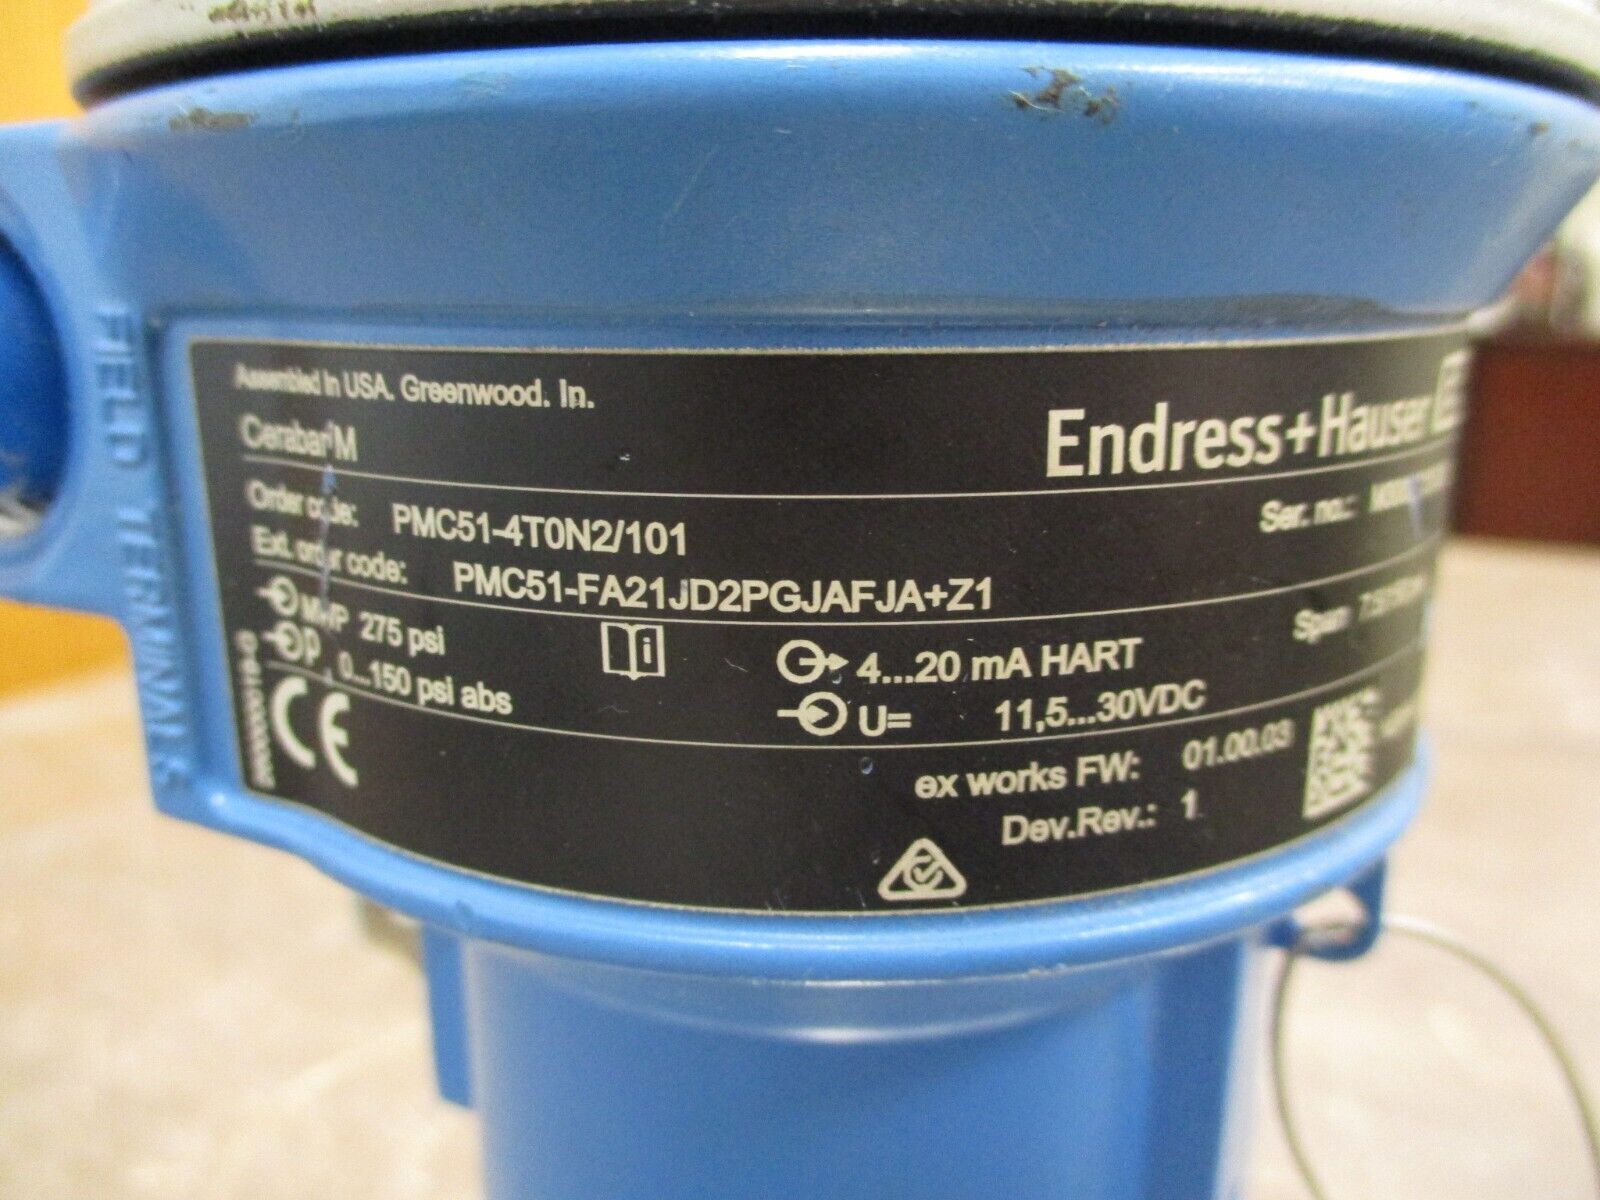 Assembled in USA. Greenwood. In.
Endress+Hauser
Cerabar M
Order code: PMC51-4T0N2/101
Ser. no.:
Ext. order code: PMC51-FA21JD2PGJAFJA+Z1
MWP 275 psi
p 0...150 psi abs
i
4...20 mA HART
U= 11,5...30VDC
Span
ex works FW: 01.00.03
Dev.Rev.: 1
CE
FIELD TERMINALS